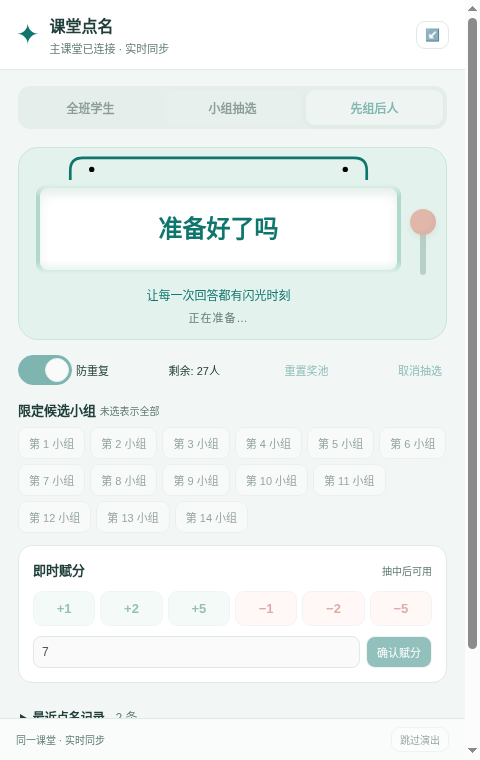 课堂点名
主课堂已连接 · 实时同步
全班学生 小组抽选 先组后人
准备好了吗
让每一次回答都有闪光时刻
正在准备…
防重复 剩余: 27人 重置奖池 取消抽选
限定候选小组 未选表示全部
第 1 小组 第 2 小组 第 3 小组 第 4 小组 第 5 小组 第 6 小组
第 7 小组 第 8 小组 第 9 小组 第 10 小组 第 11 小组
第 12 小组 第 13 小组 第 14 小组
即时赋分 抽中后可用
+1 +2 +5 −1 −2 −5
7 确认赋分
最近点名记录 2 条
同一课堂 · 实时同步 跳过演出